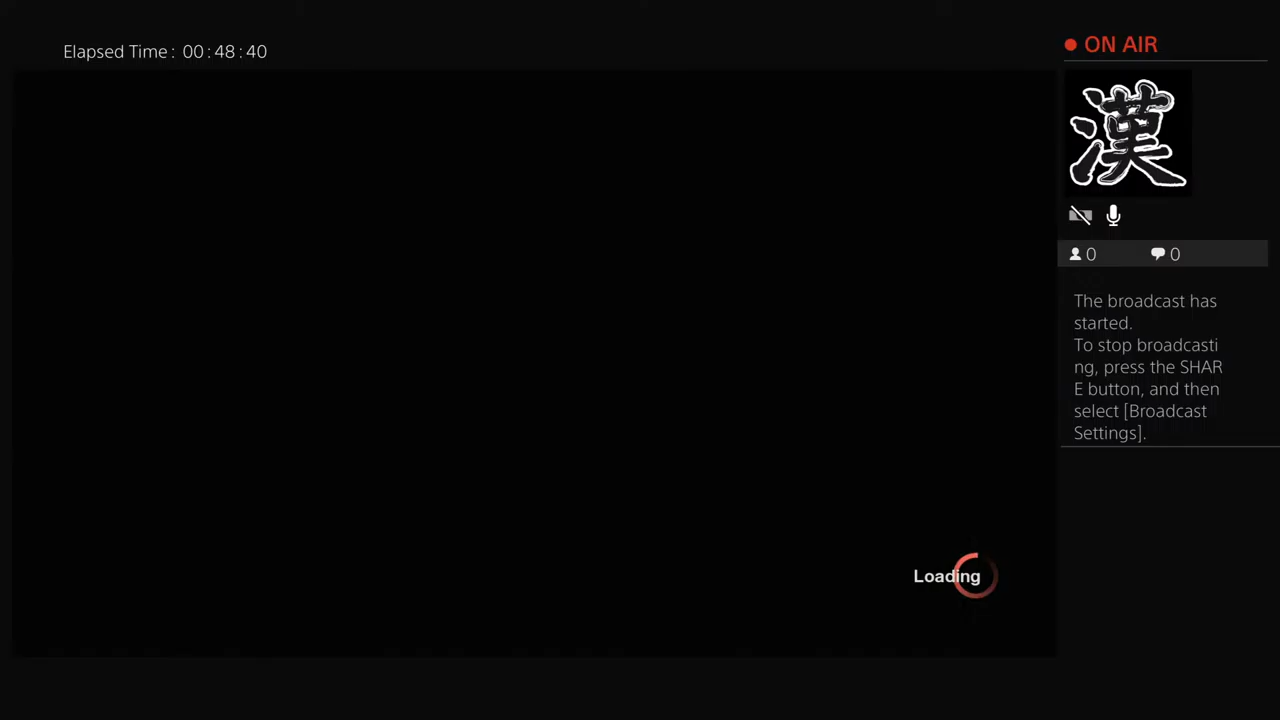 Elapsed Time : 00 : 48 : 40
ON AIR
漢
0 0
The broadcast has
started.
To stop broadcasti
ng, press the SHAR
E button, and then
select [Broadcast
Settings].
Loading